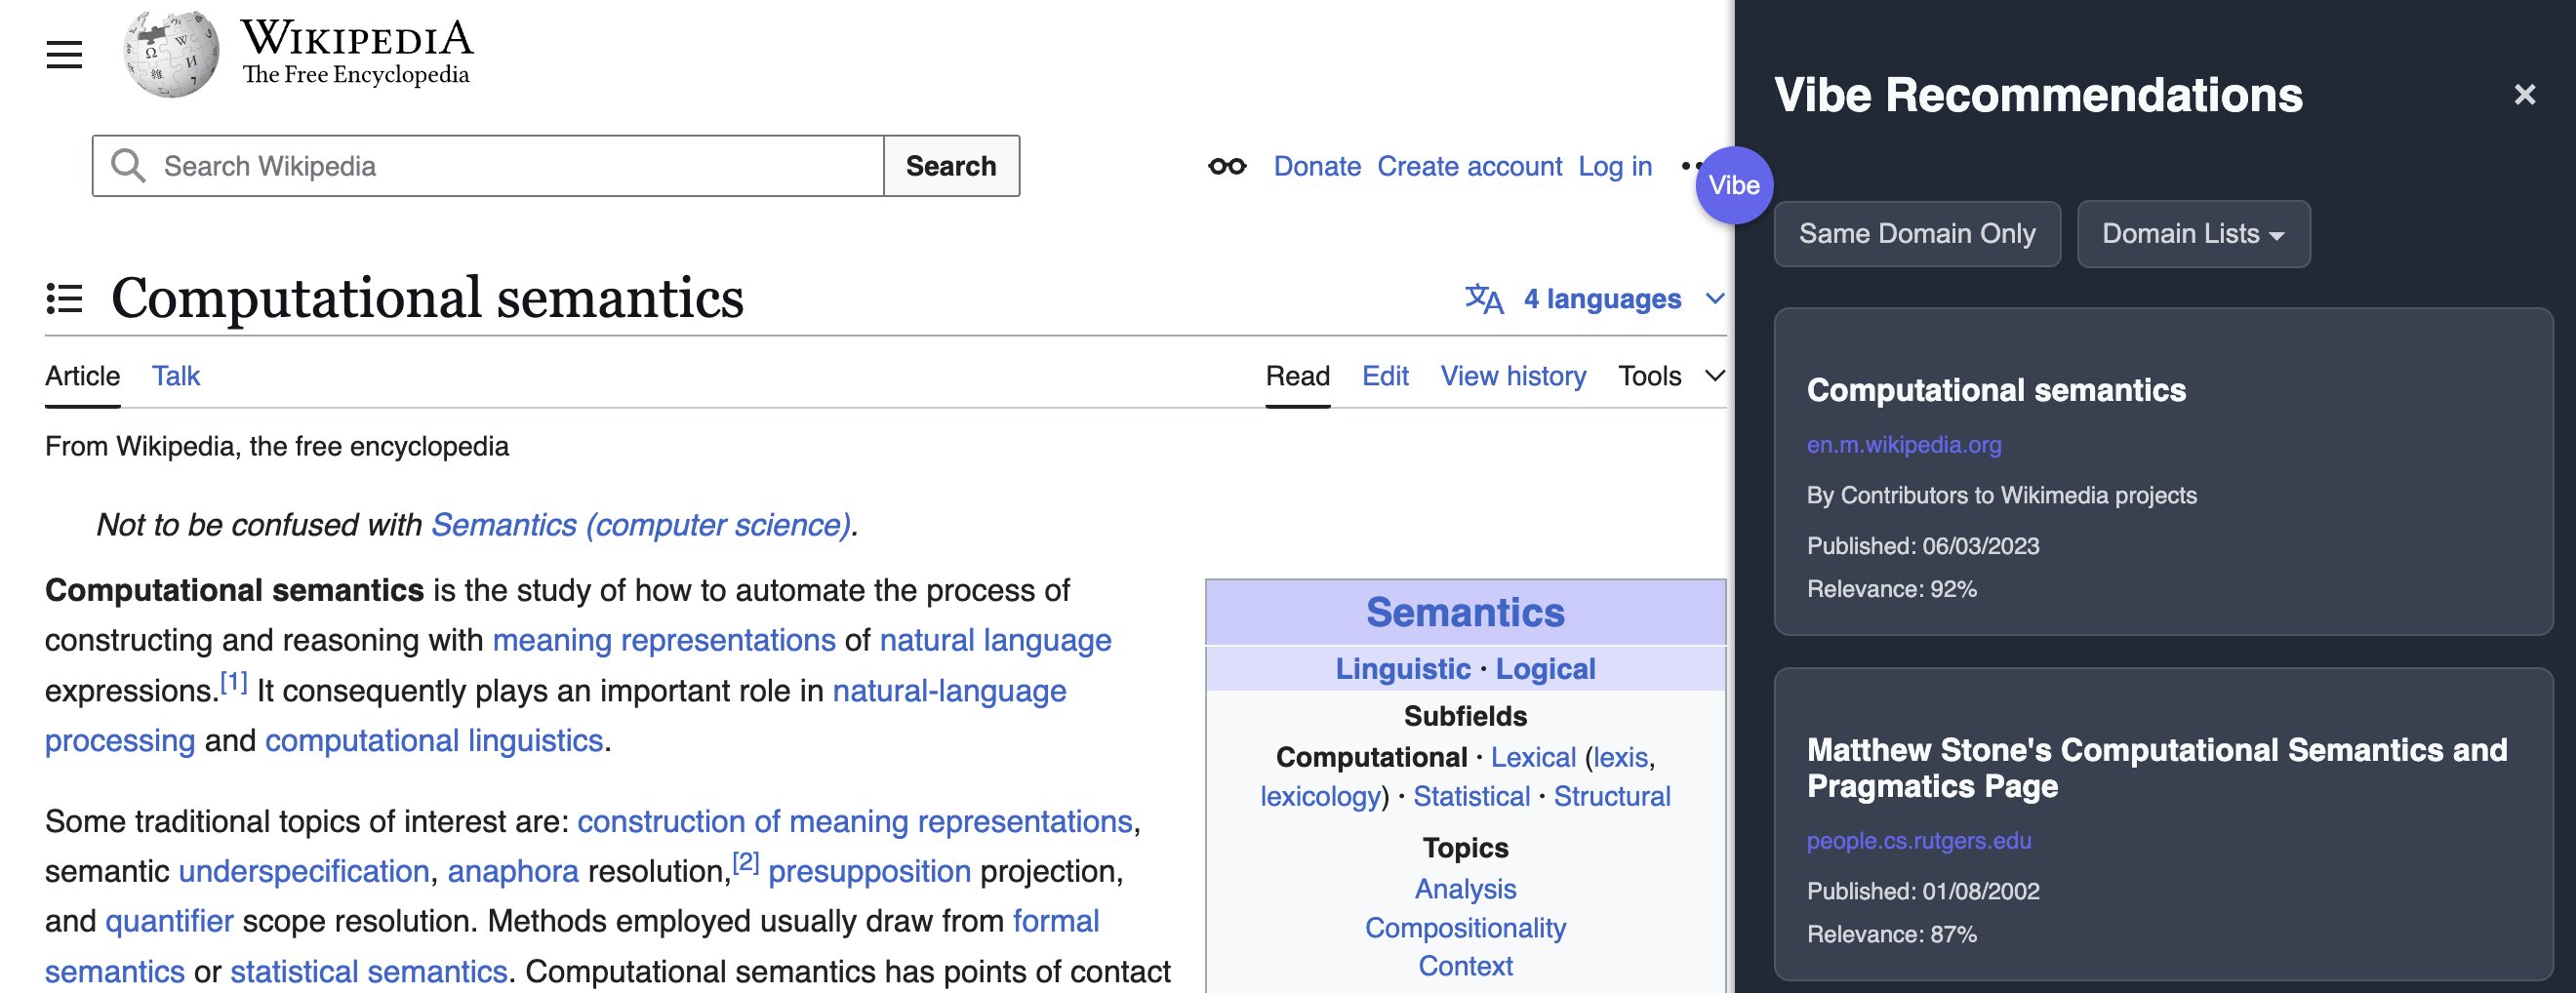 WIKIPEDIA
The Free Encyclopedia
Search Wikipedia
Search
Donate Create account Log in
Computational semantics
4 languages
Article Talk
Read Edit View history Tools
From Wikipedia, the free encyclopedia
Not to be confused with Semantics (computer science).
Computational semantics is the study of how to automate the process of
constructing and reasoning with meaning representations of natural language
expressions.[1] It consequently plays an important role in natural-language
processing and computational linguistics.
Some traditional topics of interest are: construction of meaning representations,
semantic underspecification, anaphora resolution,[2] presupposition projection,
and quantifier scope resolution. Methods employed usually draw from formal
semantics or statistical semantics. Computational semantics has points of contact
Semantics
Linguistic · Logical
Subfields
Computational · Lexical (lexis,
lexicology) · Statistical · Structural
Topics
Analysis
Compositionality
Context
Vibe
Vibe Recommendations
×
Same Domain Only
Domain Lists
Computational semantics
en.m.wikipedia.org
By Contributors to Wikimedia projects
Published: 06/03/2023
Relevance: 92%
Matthew Stone's Computational Semantics and
Pragmatics Page
people.cs.rutgers.edu
Published: 01/08/2002
Relevance: 87%